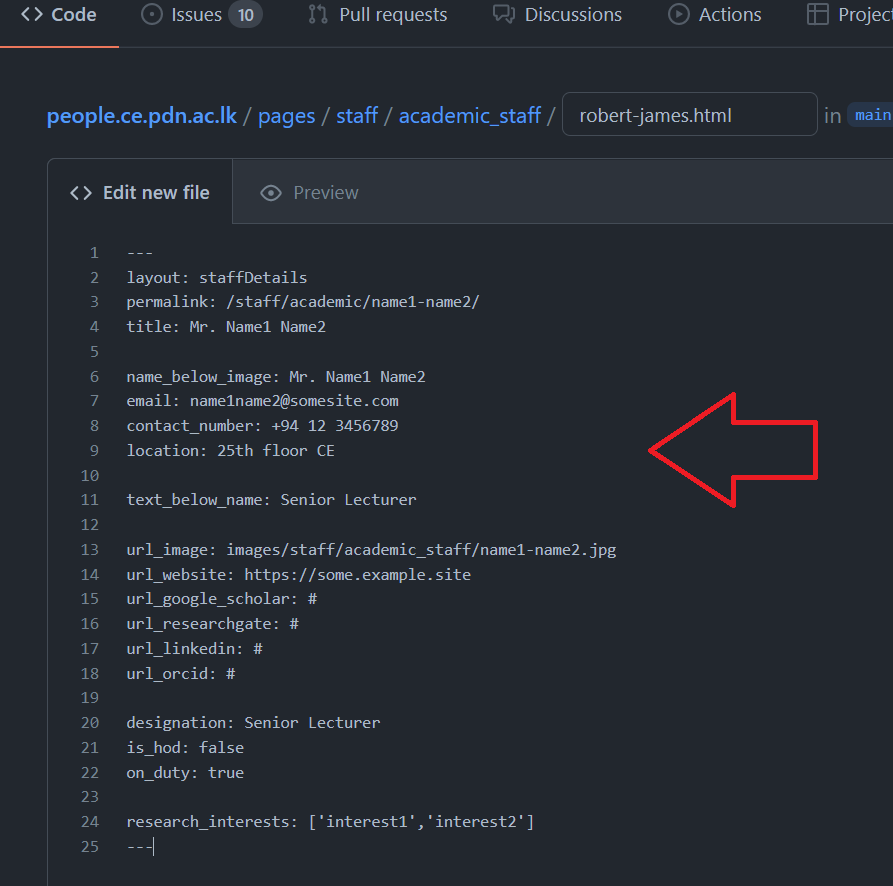 Code Issues 10 Pull requests Discussions Actions
people.ce.pdn.ac.lk / pages / staff / academic_staff / robert-james.html in main
Edit new file Preview
1 ---
2 layout: staffDetails
3 permalink: /staff/academic/name1-name2/
4 title: Mr. Name1 Name2
5
6 name_below_image: Mr. Name1 Name2
7 email: name1name2@somesite.com
8 contact_number: +94 12 3456789
9 location: 25th floor CE
10
11 text_below_name: Senior Lecturer
12
13 url_image: images/staff/academic_staff/name1-name2.jpg
14 url_website: https://some.example.site
15 url_google_scholar: #
16 url_researchgate: #
17 url_linkedin: #
18 url_orcid: #
19
20 designation: Senior Lecturer
21 is_hod: false
22 on_duty: true
23
24 research_interests: ['interest1','interest2']
25 ---